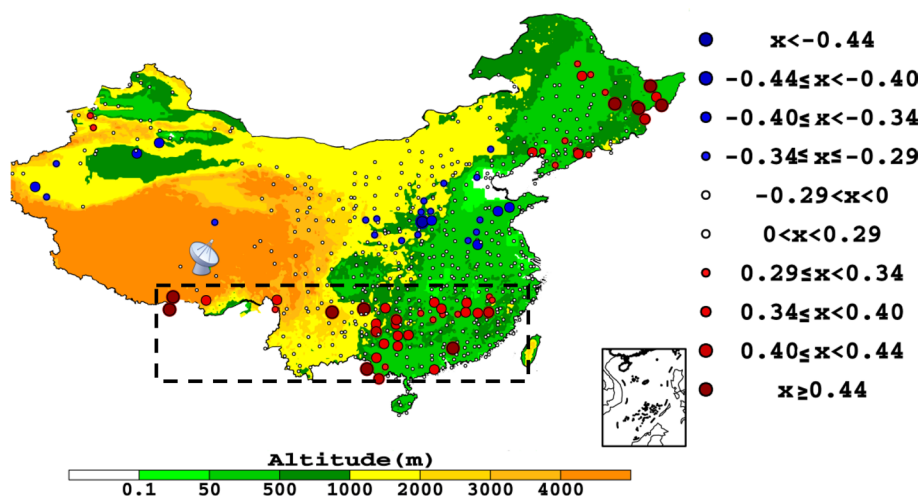 x<-0.44
-0.44≤x<-0.40
-0.40≤x<-0.34
-0.34≤x≤-0.29
-0.29<x<0
0<x<0.29
0.29≤x<0.34
0.34≤x<0.40
0.40≤x<0.44
x≥0.44
Altitude(m)
0.1 50 500 1000 2000 3000 4000